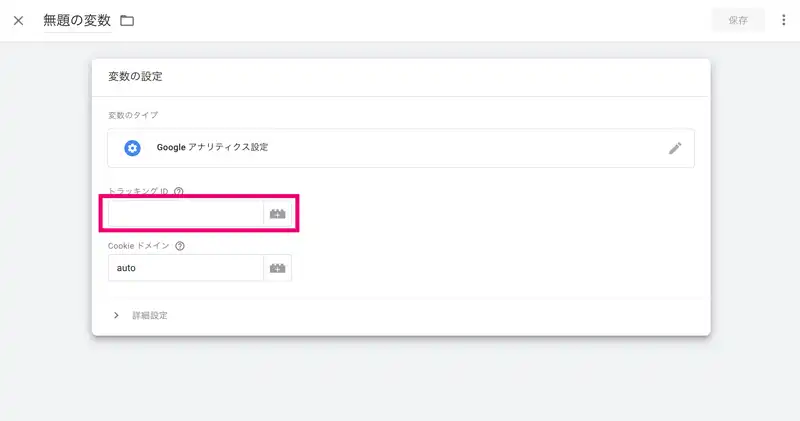 無題の変数
保存
変数の設定
変数のタイプ
Google アナリティクス設定
トラッキング ID
Cookie ドメイン
auto
詳細設定